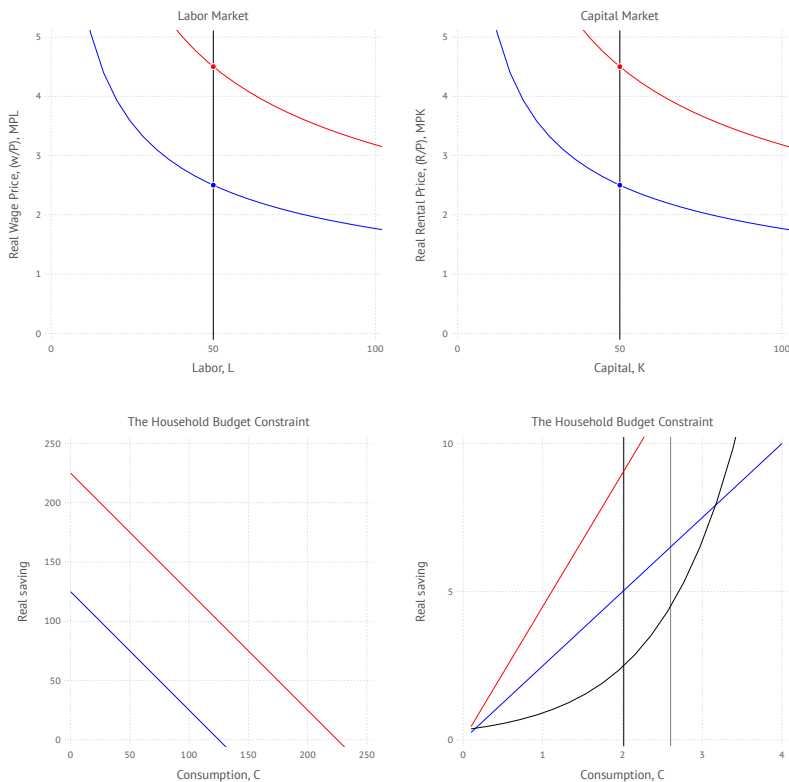 Labor Market
5
4
3
2
1
0
Real Wage Price, (w/P), MPL
0 50 100
Labor, L
Capital Market
5
4
3
2
1
0
Real Rental Price, (R/P), MPK
0 50 100
Capital, K
The Household Budget Constraint
250
200
150
100
50
0
Real saving
0 50 100 150 200 250
Consumption, C
The Household Budget Constraint
10
5
0
Real saving
0 1 2 3 4
Consumption, C